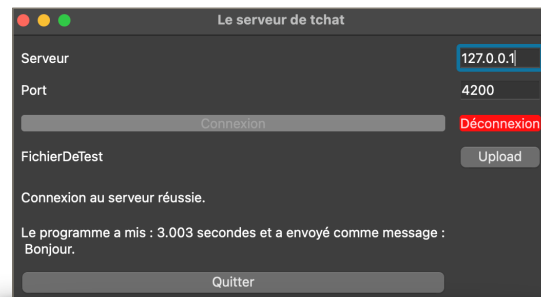 Le serveur de tchat
Serveur 127.0.0.1
Port 4200
Connexion Déconnexion
FichierDeTest Upload
Connexion au serveur réussie.
Le programme a mis : 3.003 secondes et a envoyé comme message :
Bonjour.
Quitter